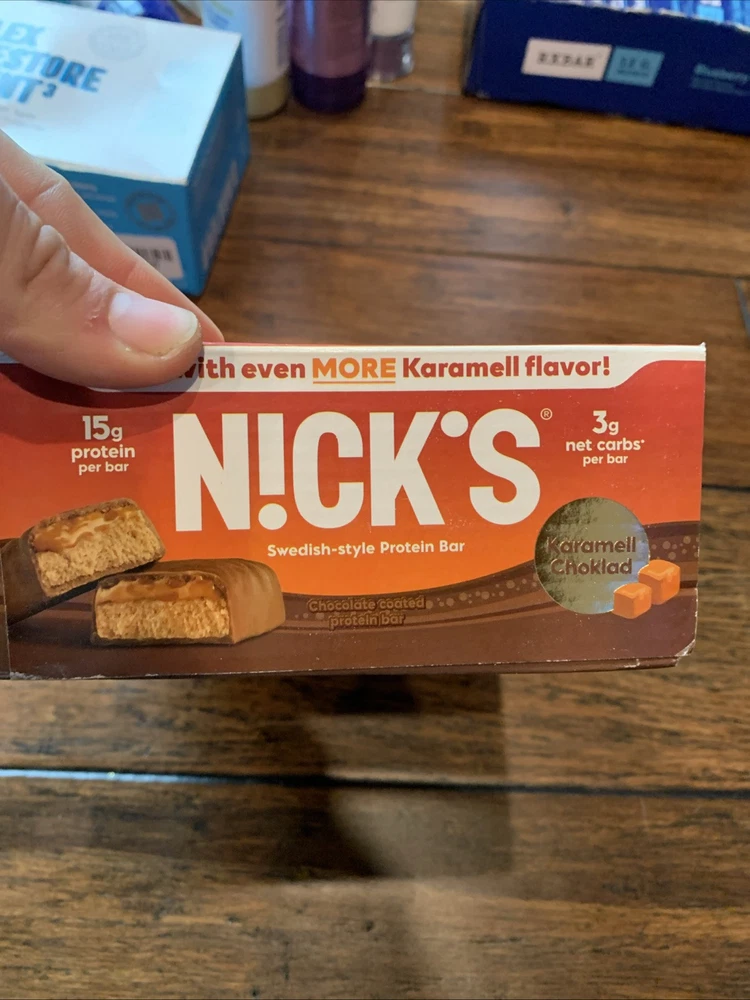 RXBAR
with even MORE Karamell flavor!
15g
protein
per bar
N!CK'S®
3g
net carbs*
per bar
Swedish-style Protein Bar
Karamell
Choklad
Chocolate coated
protein bar